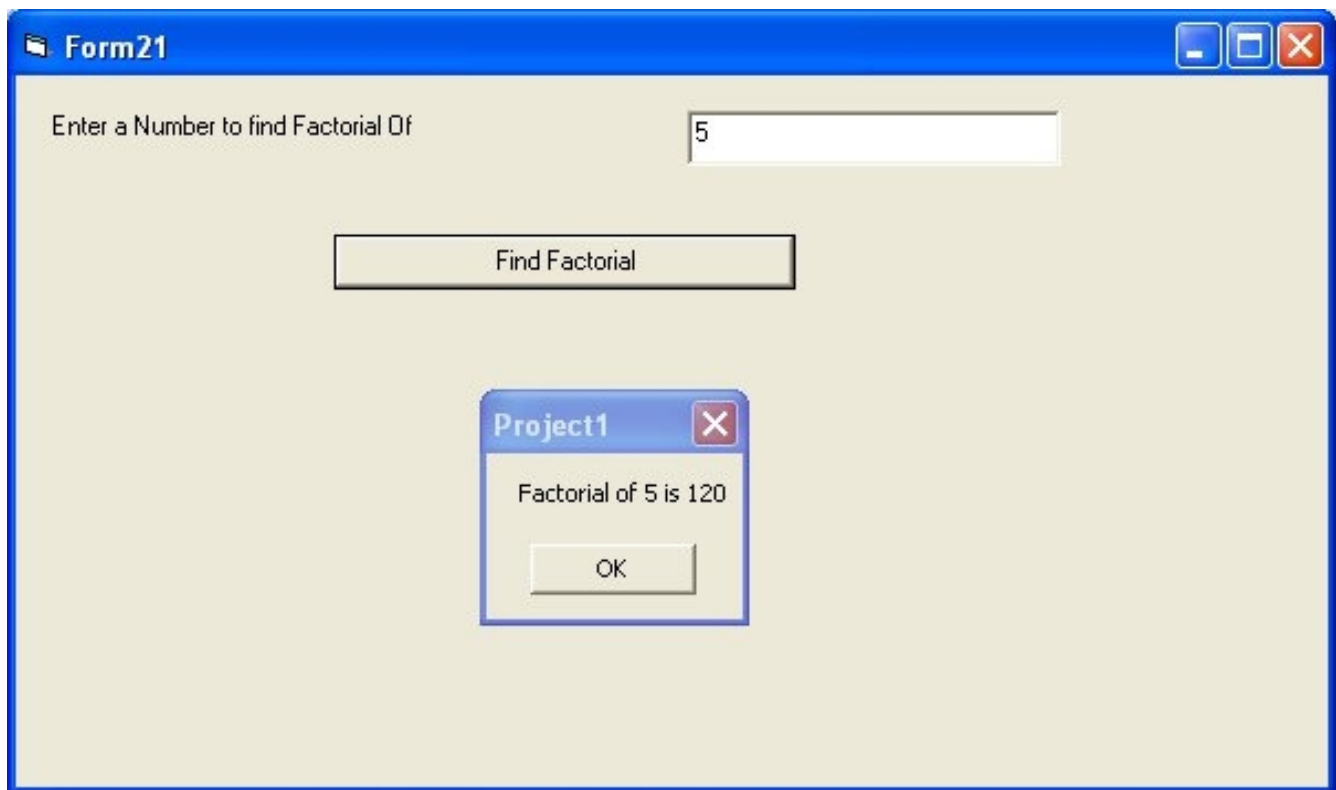 Form21
Enter a Number to find Factorial Of
5
Find Factorial
Project1
Factorial of 5 is 120
OK